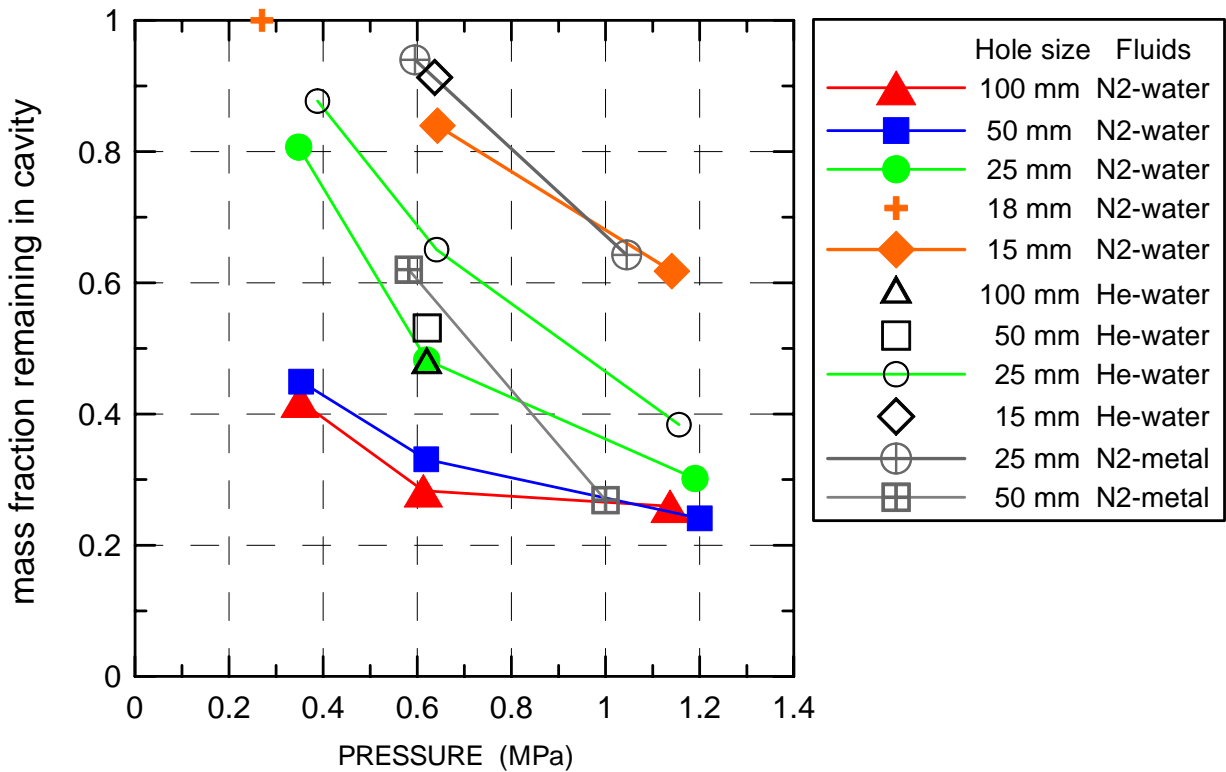 1
0.8
0.6
0.4
0.2
0
mass fraction remaining in cavity
0 0.2 0.4 0.6 0.8 1 1.2 1.4
PRESSURE (MPa)
Hole size Fluids
100 mm N2-water
50 mm N2-water
25 mm N2-water
18 mm N2-water
15 mm N2-water
100 mm He-water
50 mm He-water
25 mm He-water
15 mm He-water
25 mm N2-metal
50 mm N2-metal